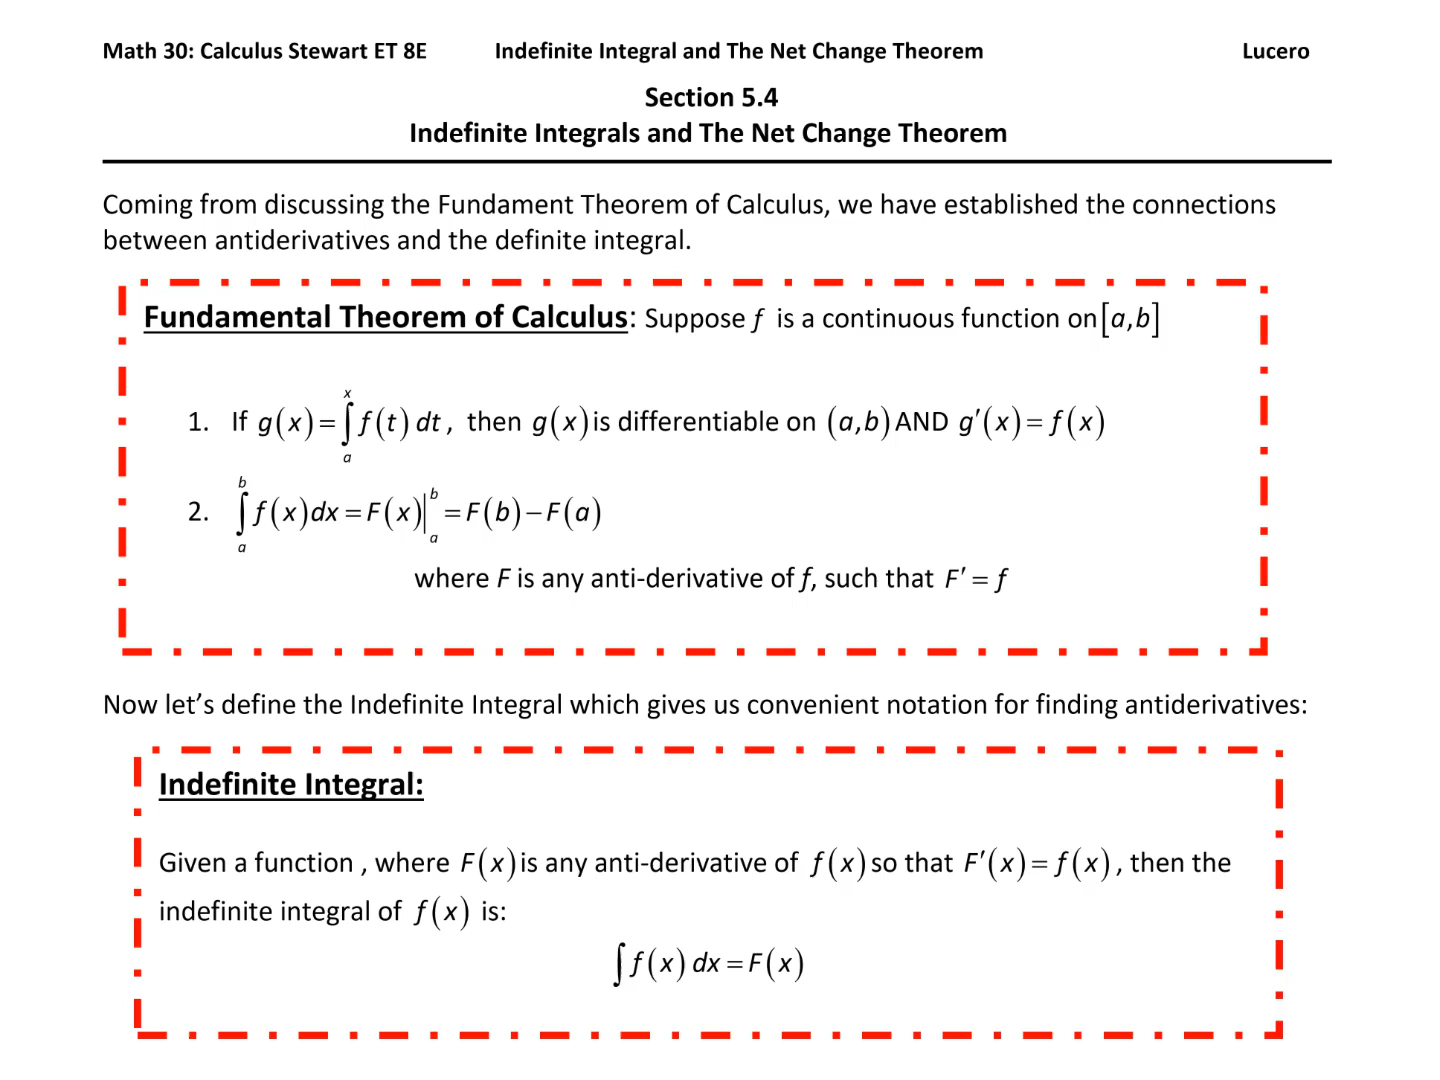 Math 30: Calculus Stewart ET 8E Indefinite Integral and The Net Change Theorem Lucero
Section 5.4
Indefinite Integrals and The Net Change Theorem
Coming from discussing the Fundament Theorem of Calculus, we have established the connections
between antiderivatives and the definite integral.
Fundamental Theorem of Calculus: Suppose f is a continuous function on [a,b]
1. If g(x) = ∫_a^x f(t) dt, then g(x) is differentiable on (a,b) AND g′(x) = f(x)
2. ∫_a^b f(x)dx = F(x)|_a^b = F(b) − F(a)
where F is any anti-derivative of f, such that F′ = f
Now let’s define the Indefinite Integral which gives us convenient notation for finding antiderivatives:
Indefinite Integral:
Given a function , where F(x) is any anti-derivative of f(x) so that F′(x) = f(x), then the
indefinite integral of f(x) is:
∫ f(x) dx = F(x)